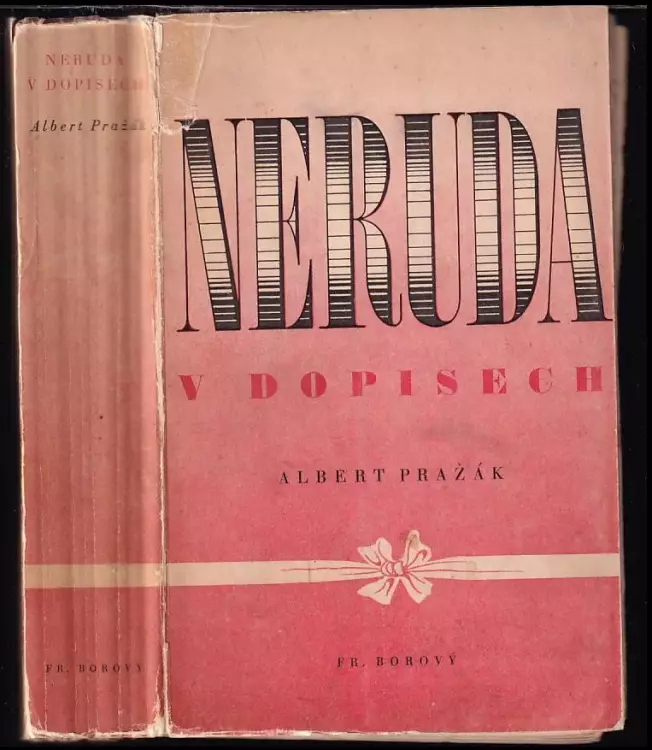 NERUDA
V DOPISECH
Albert Pražák
FR. BOROVÝ
NERUDA
V DOPISECH
ALBERT PRAŽÁK
FR. BOROVÝ